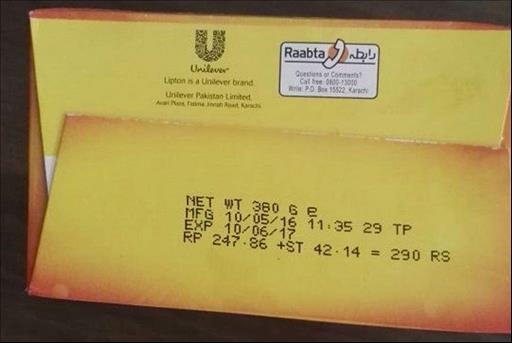 Unilever
Lipton is a Unilever brand.
Unilever Pakistan Limited,
Avari Plaza, Fatima Jinnah Road, Karachi
Raabta رابطہ
Questions or Comments?
Call free: 0800-13000
Write: P.O. Box 15522, Karachi
NET WT 380 G e
MFG 10/05/16 11:35 29 TP
EXP 10/06/17
RP 247.86 +ST 42.14 = 290 RS